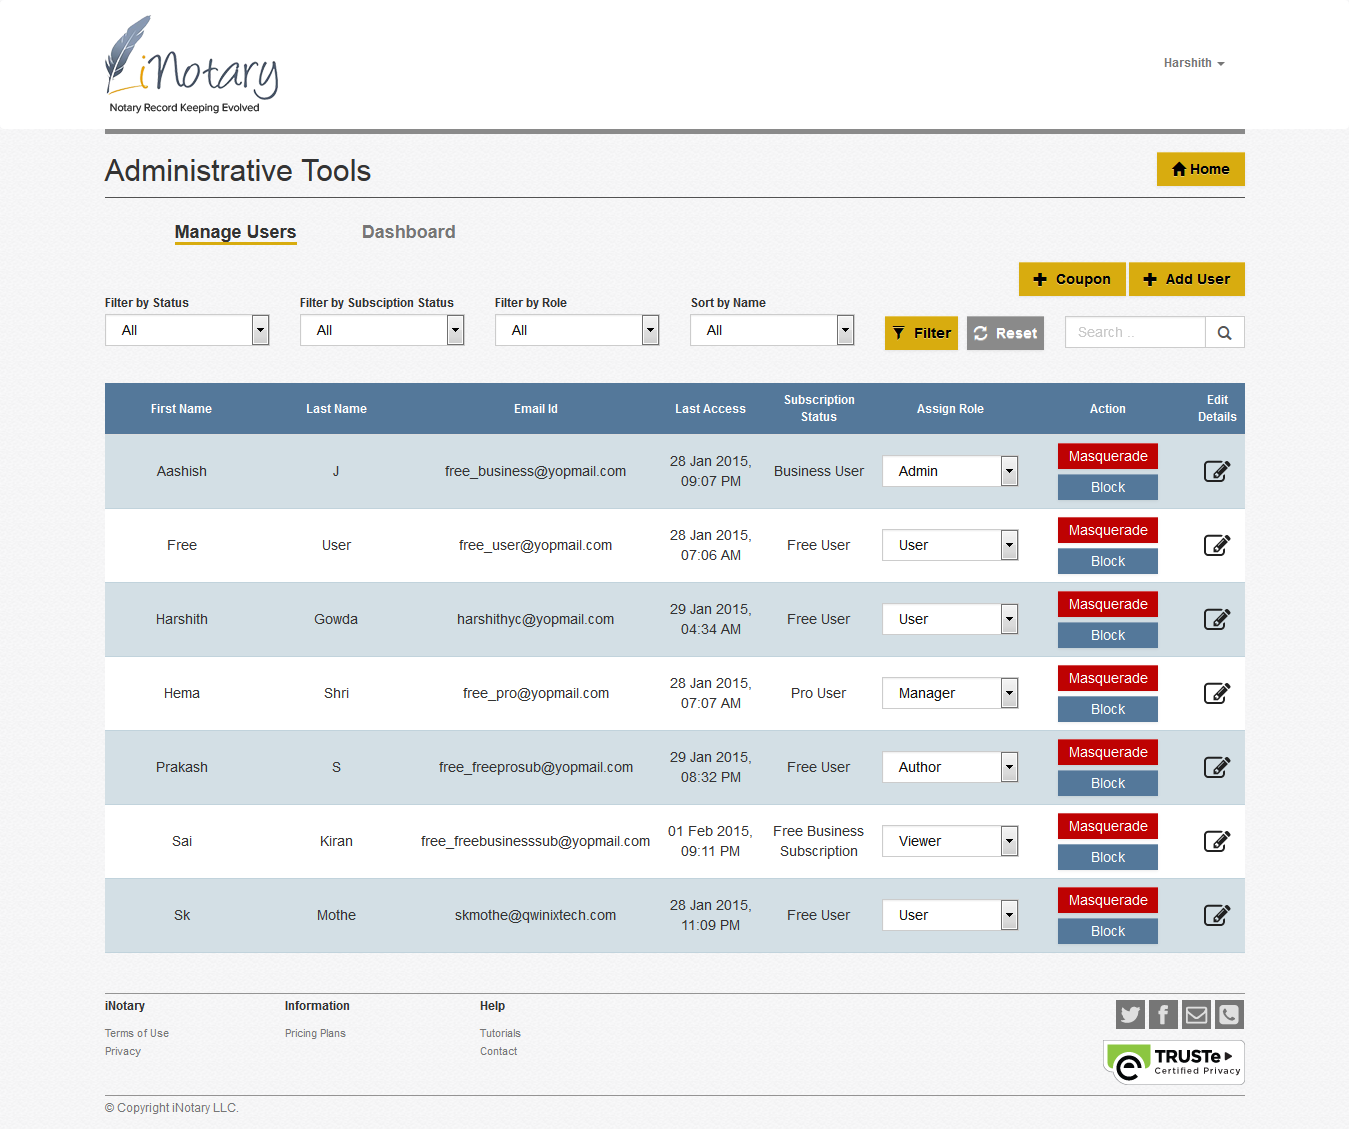 iNotary
Notary Record Keeping Evolved
Harshith
Administrative Tools
Home
Manage Users
Dashboard
Coupon
Add User
Filter by Status
Filter by Subsciption Status
Filter by Role
Sort by Name
All
All
All
All
Filter
Reset
Search ..
First Name Last Name Email Id Last Access Subscription Status Assign Role Action Edit Details
Aashish J free_business@yopmail.com 28 Jan 2015, 09:07 PM Business User Admin Masquerade Block
Free User free_user@yopmail.com 28 Jan 2015, 07:06 AM Free User User Masquerade Block
Harshith Gowda harshithyc@yopmail.com 29 Jan 2015, 04:34 AM Free User User Masquerade Block
Hema Shri free_pro@yopmail.com 28 Jan 2015, 07:07 AM Pro User Manager Masquerade Block
Prakash S free_freeprosub@yopmail.com 29 Jan 2015, 08:32 PM Free User Author Masquerade Block
Sai Kiran free_freebusinesssub@yopmail.com 01 Feb 2015, 09:11 PM Free Business Subscription Viewer Masquerade Block
Sk Mothe skmothe@qwinixtech.com 28 Jan 2015, 11:09 PM Free User User Masquerade Block
iNotary
Terms of Use
Privacy
Information
Pricing Plans
Help
Tutorials
Contact
TRUSTe
Certified Privacy
© Copyright iNotary LLC.